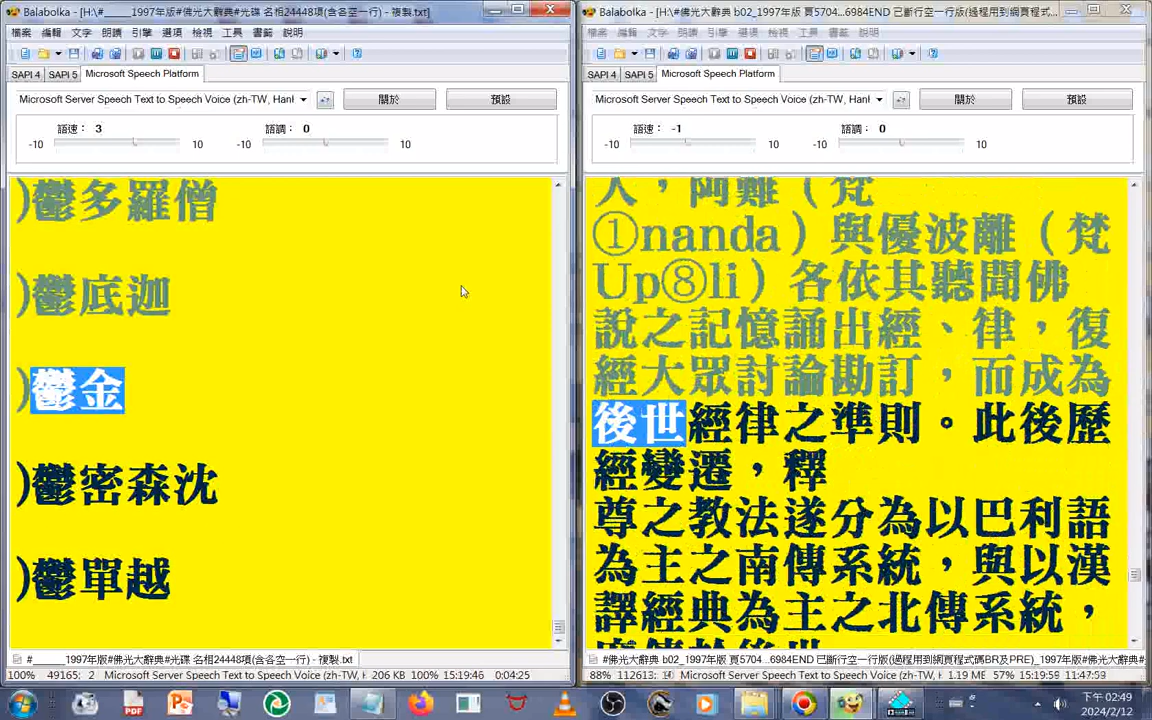 Balabolka - [H:\#_____1997年版#佛光大辭典#光碟 名相24448項(含各空一行) - 複製.txt]
檔案 編輯 文字 朗讀 引擎 選項 檢視 工具 書籤 說明
SAPI 4 SAPI 5 Microsoft Speech Platform
Microsoft Server Speech Text to Speech Voice (zh-TW, Hanl
關於
預設
語速： 3
語調： 0
-10 10 -10 10
)鬱多羅僧
)鬱底迦
)鬱金
)鬱密森沈
)鬱單越
#_____1997年版#佛光大辭典#光碟 名相24448項(含各空一行) - 複製.txt
100% 49165: 2 Microsoft Server Speech Text to Speech Voice (zh-TW, H 206 KB 100% 15:19:46 0:04:25
Balabolka - [H:\#佛光大辭典 b02_1997年版 頁5704...6984END 已斷行空一行版(過程用到網頁程式...
檔案 編輯 文字 朗讀 引擎 選項 檢視 工具 書籤 說明
SAPI 4 SAPI 5 Microsoft Speech Platform
Microsoft Server Speech Text to Speech Voice (zh-TW, Hanl
關於
預設
語速： -1
語調： 0
-10 10 -10 10
人，阿難（梵
①nanda）與優波離（梵
Up⑧li）各依其聽聞佛
說之記憶誦出經、律，復
經大眾討論勘訂，而成為
後世經律之準則。此後歷
經變遷，釋
尊之教法遂分為以巴利語
為主之南傳系統，與以漢
譯經典為主之北傳系統，
#佛光大辭典 b02_1997年版 頁5704...6984END 已斷行空一行版(過程用到網頁程式碼BR及PRE)_1997年版#
88% 112613: Microsoft Server Speech Text to Speech Voice (zh-TW, H 1.19 ME 57% 15:19:59 11:47:59
下午 02:49
2024/2/12